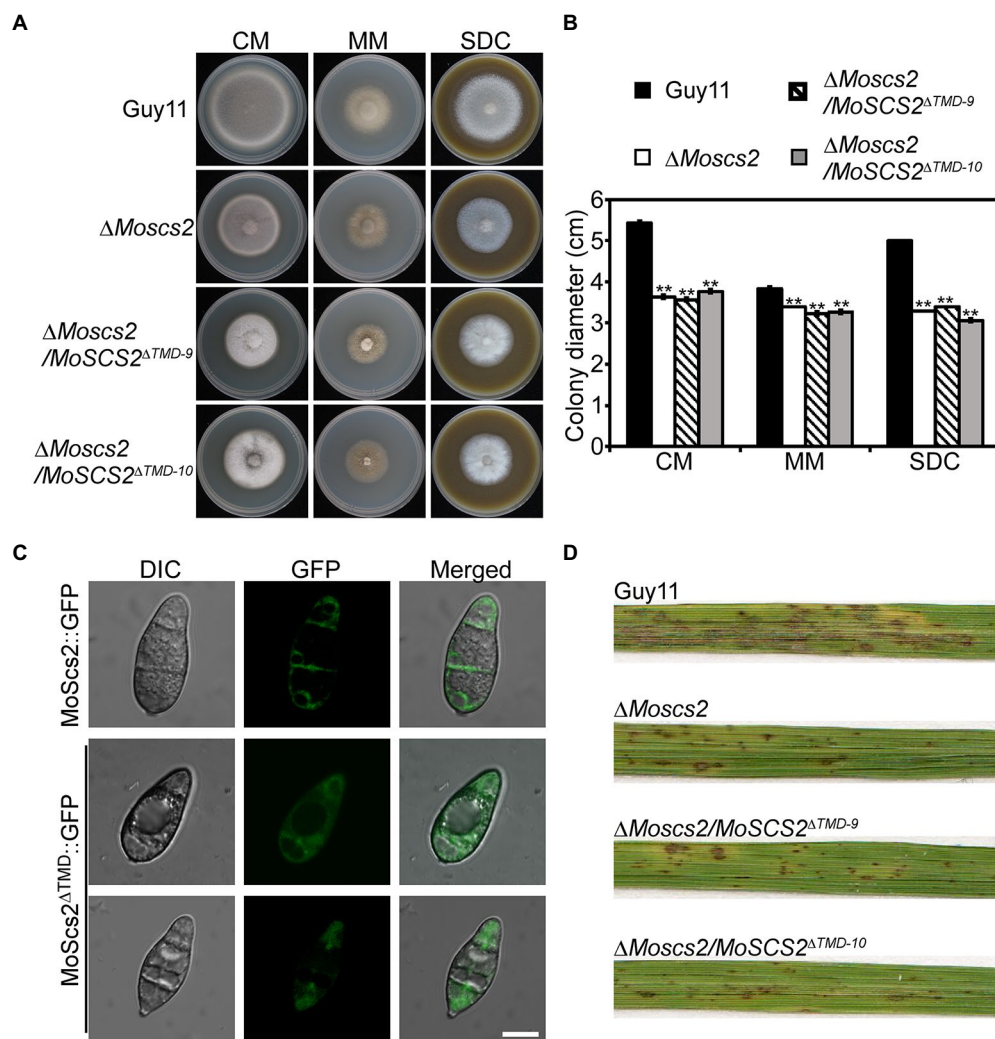 A
CM MM SDC
Guy11
ΔMoscs2
ΔMoscs2
/MoSCS2ΔTMD-9
ΔMoscs2
/MoSCS2ΔTMD-10
B
Guy11
ΔMoscs2
/MoSCS2ΔTMD-9
ΔMoscs2
ΔMoscs2
/MoSCS2ΔTMD-10
Colony diameter (cm)
6
5
4
3
2
1
0
** ** **
** ** **
** ** **
CM MM SDC
C
DIC GFP Merged
MoScs2::GFP
MoScs2ΔTMD::GFP
D
Guy11
ΔMoscs2
ΔMoscs2/MoSCS2ΔTMD-9
ΔMoscs2/MoSCS2ΔTMD-10